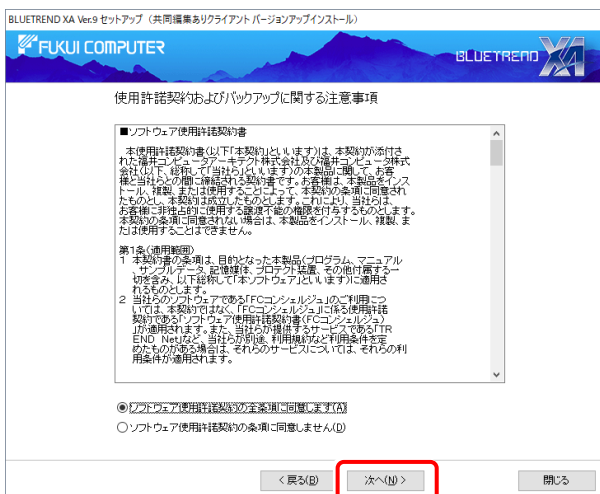 BLUETREND XA Ver.9 セットアップ（共同編集ありクライアント バージョンアップインストール）
FUKUI COMPUTER
BLUETREND XA
使用許諾契約およびバックアップに関する注意事項
■ソフトウェア使用許諾契約書
本使用許諾契約書(以下「本契約」といいます)は、本契約が添付さ
れた福井コンピュータアーキテクト株式会社及び福井コンピュータ株式
会社(以下、総称して「当社ら」といいます)の本製品に関して、お客
様と当社らとの間に締結される契約書です。お客様は、本製品をインス
トール、複製、または使用することによって、本契約の条項に同意され
たものとし、本契約は成立したものとします。これにより、当社らは、
お客様に非独占的に使用する譲渡不能の権限を付与するものとします。
本契約の条項に同意されない場合は、本製品をインストール、複製、ま
たは使用することはできません。
第1条(適用範囲)
1 本契約書の条項は、目的となった本製品(プログラム、マニュアル
、サンプルデータ、記憶媒体、プロテクト装置、その他付属する一
切を含み、以下総称して「本ソフトウェア」といいます)に適用さ
れるものとします。
2 当社らのソフトウェアである「FCコンシェルジュ」のご利用につ
いては、本契約ではなく、「FCコンシェルジュ」に係る使用許諾
契約である「ソフトウェア使用許諾契約書(FCコンシェルジュ)
」が適用されます。また、当社らが提供するサービスである「TR
END Net」など、当社らが別途、利用規約など利用条件を定
めたものがある場合は、それらのサービスについては、それらの利
用条件が適用されます。
ソフトウェア使用許諾契約の全条項に同意します(A)
ソフトウェア使用許諾契約の条項に同意しません(D)
< 戻る(B) 次へ(N) > 閉じる